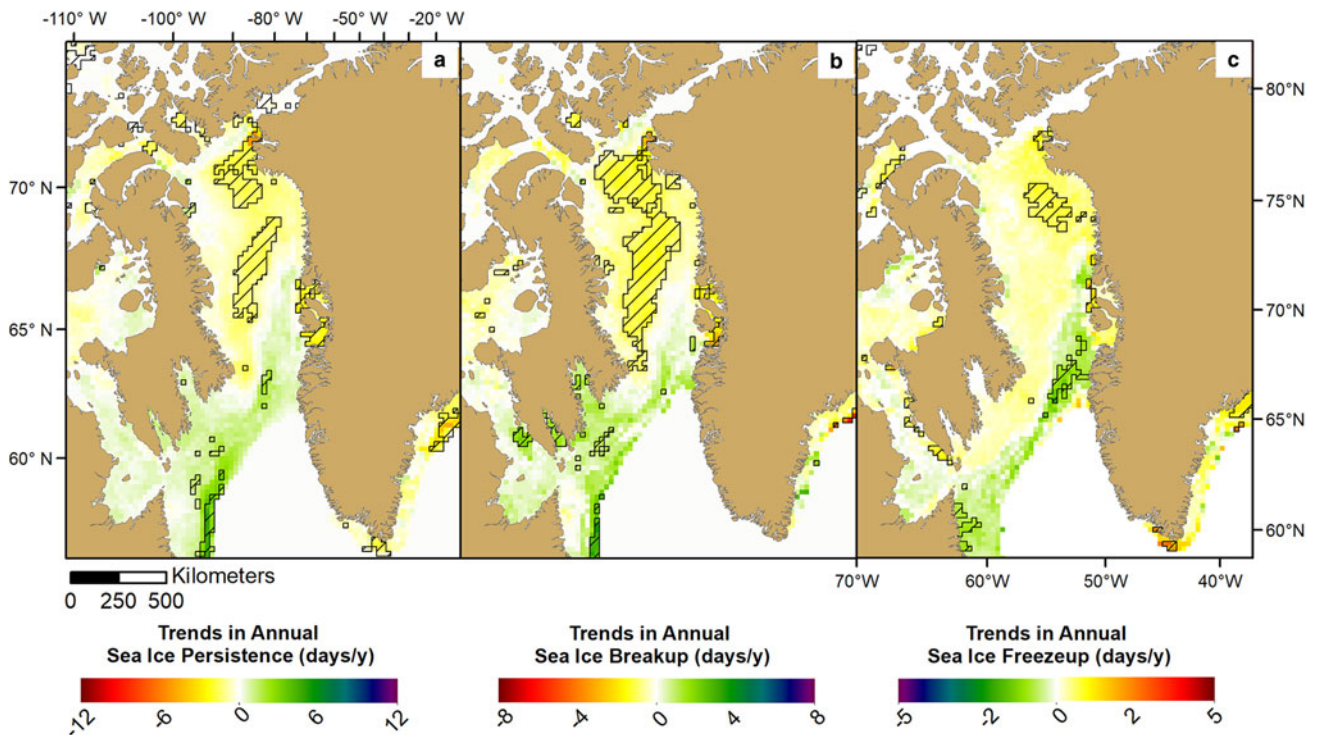 -110° W -100° W -80° W -50° W -20° W
a b c
80°N
70° N
75°N
65° N
70°N
60° N
65°N
60°N
Kilometers
0 250 500
70°W 60°W 50°W 40°W
Trends in Annual
Sea Ice Persistence (days/y)
-12 -6 0 6 12
Trends in Annual
Sea Ice Breakup (days/y)
-8 -4 0 4 8
Trends in Annual
Sea Ice Freezeup (days/y)
-5 -2 0 2 5